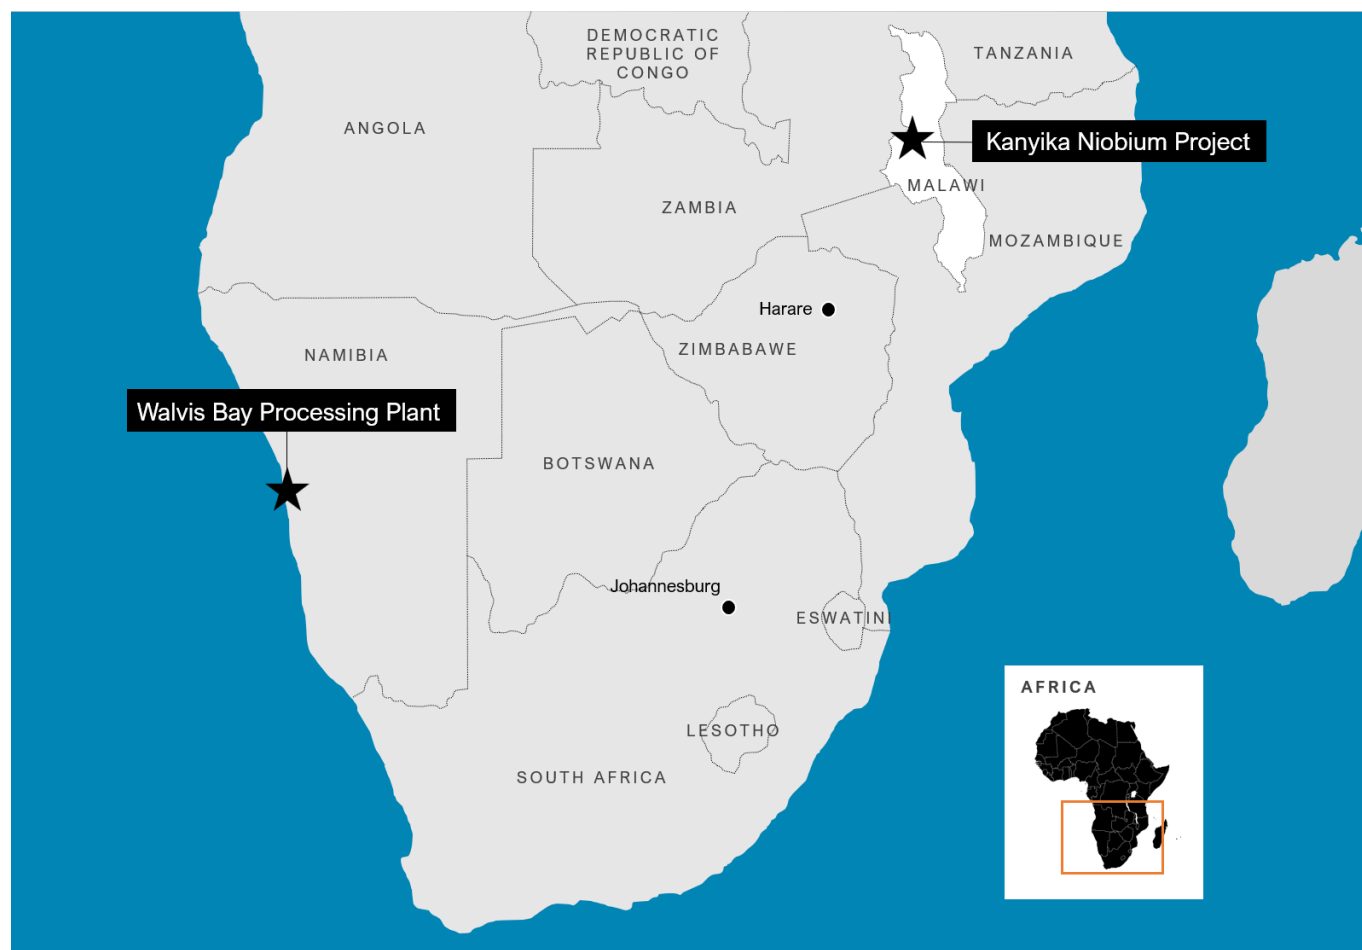 DEMOCRATIC
REPUBLIC OF
CONGO
TANZANIA
ANGOLA
Kanyika Niobium Project
MALAWI
ZAMBIA
MOZAMBIQUE
Harare
ZIMBABAWE
NAMIBIA
Walvis Bay Processing Plant
BOTSWANA
Johannesburg
ESWATINI
AFRICA
LESOTHO
SOUTH AFRICA